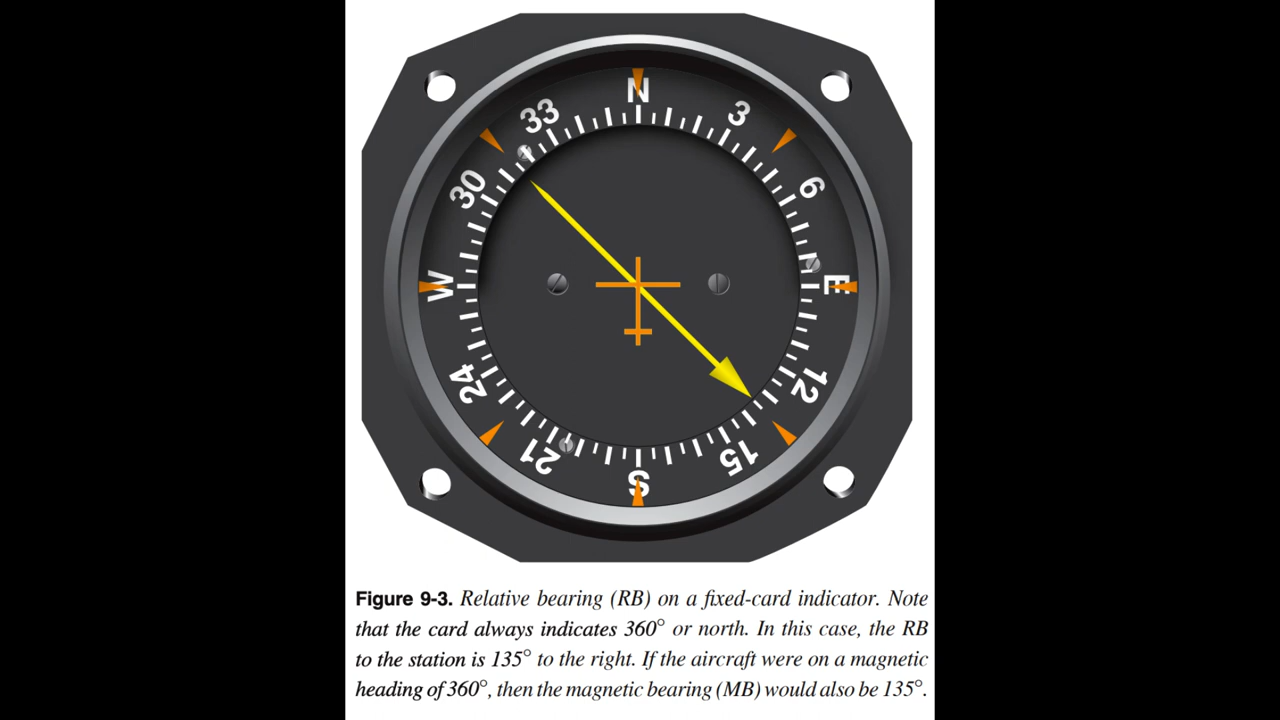 N
33
3
30
6
W
E
24
12
21
15
S
Figure 9-3. Relative bearing (RB) on a fixed-card indicator. Note
that the card always indicates 360° or north. In this case, the RB
to the station is 135° to the right. If the aircraft were on a magnetic
heading of 360°, then the magnetic bearing (MB) would also be 135°.